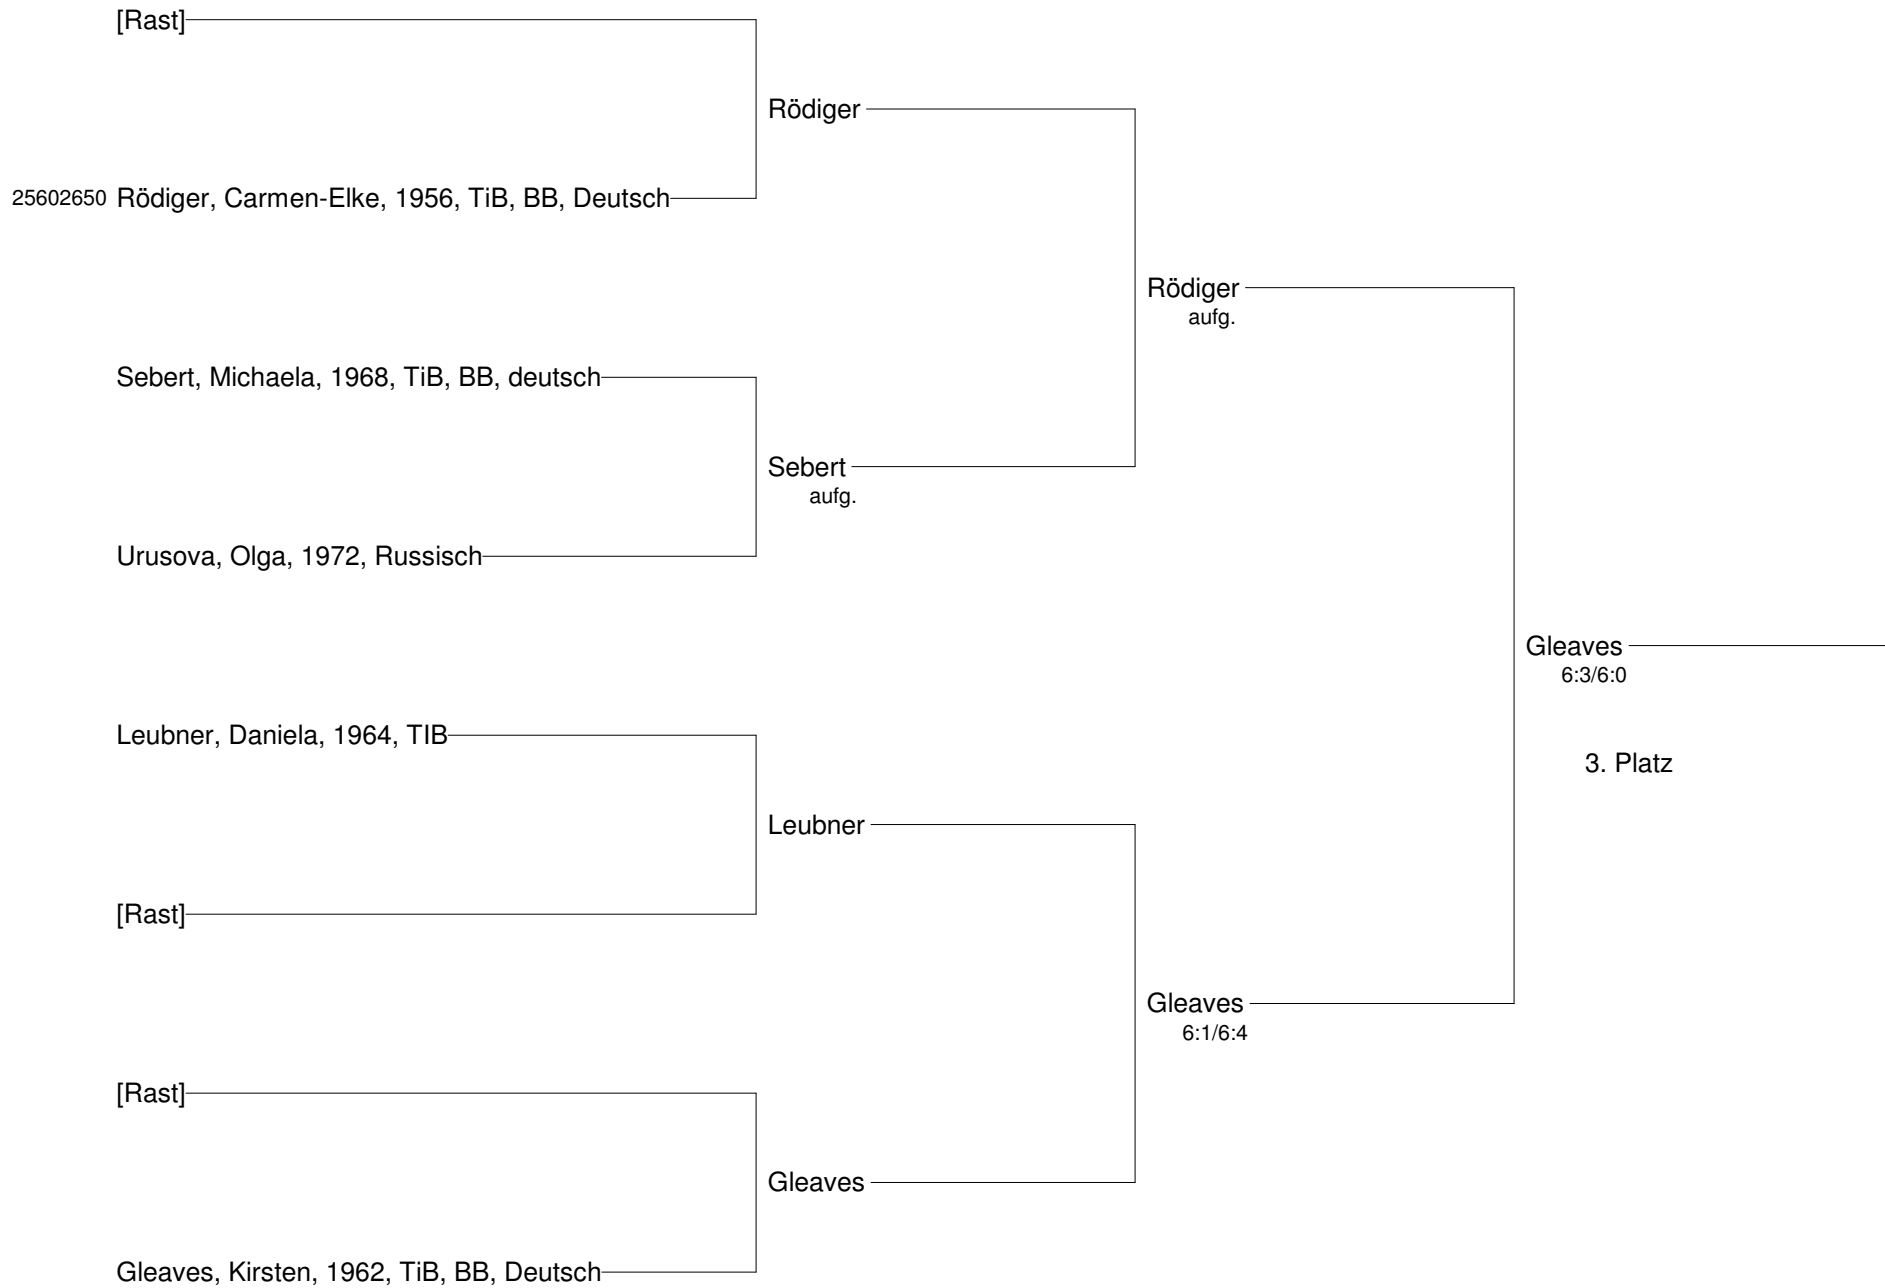 [Rast]
Rödiger
25602650 Rödiger, Carmen-Elke, 1956, TiB, BB, Deutsch
Rödiger
aufg.
Sebert, Michaela, 1968, TiB, BB, deutsch
Sebert
aufg.
Urusova, Olga, 1972, Russisch
Gleaves
6:3/6:0
Leubner, Daniela, 1964, TIB
3. Platz
Leubner
[Rast]
Gleaves
6:1/6:4
[Rast]
Gleaves
Gleaves, Kirsten, 1962, TiB, BB, Deutsch